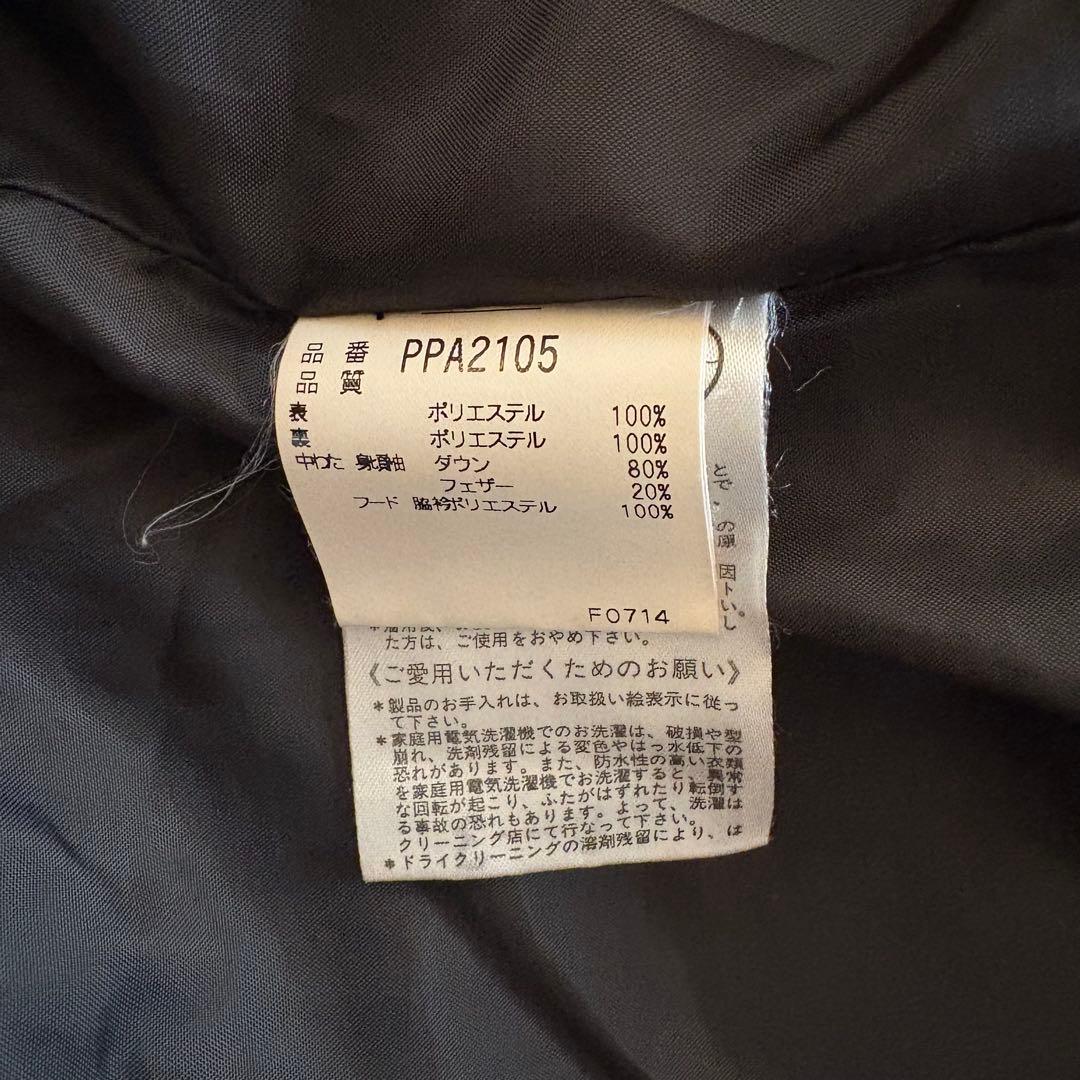 品 番 PPA2105
品 質
表 ポリエステル 100%
裏 ポリエステル 100%
中わた 身頃袖 ダウン 80%
フェザー 20%
フード 脇衿ポリエステル 100%
F0714
た方は、ご使用をおやめ下さい。
《ご愛用いただくためのお願い》
*製品のお手入れは、お取扱い絵表示に従っ
て下さい。
*家庭用電気洗濯機でのお洗濯は、破損や型
崩れ、洗剤残留による変色やはっ水低下の
恐れがあります。また、防水性の高い衣類
を家庭用電気洗濯機でお洗濯すると、異常
な回転が起こり、ふたがはずれたり転倒す
る事故の恐れもあります。よって、洗濯は
クリーニング店にて行なって下さい。
*ドライクリーニングの溶剤残留により、は